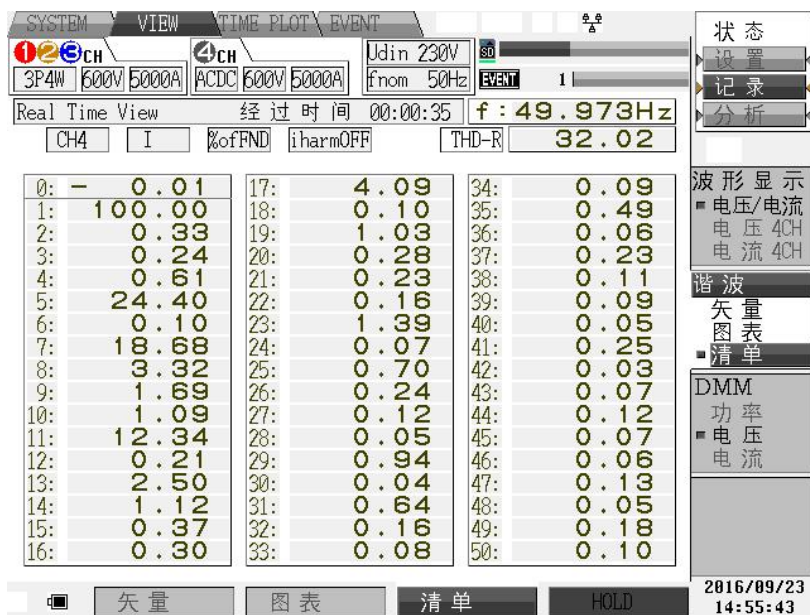 SYSTEM VIEW TIME PLOT EVENT
123CH 4CH Udin 230V SD
3P4W 600V 5000A ACDC 600V 5000A fnom 50Hz EVENT 1
Real Time View 经过时间 00:00:35 f:49.973Hz
CH4 I %ofFND iharmOFF THD-R 32.02
0: - 0.01 17: 4.09 34: 0.09
1: 100.00 18: 0.10 35: 0.49
2: 0.33 19: 1.03 36: 0.06
3: 0.24 20: 0.28 37: 0.23
4: 0.61 21: 0.23 38: 0.11
5: 24.40 22: 0.16 39: 0.09
6: 0.10 23: 1.39 40: 0.05
7: 18.68 24: 0.07 41: 0.25
8: 3.32 25: 0.70 42: 0.03
9: 1.69 26: 0.24 43: 0.07
10: 1.09 27: 0.12 44: 0.12
11: 12.34 28: 0.05 45: 0.07
12: 0.21 29: 0.94 46: 0.06
13: 2.50 30: 0.04 47: 0.13
14: 1.12 31: 0.64 48: 0.05
15: 0.37 32: 0.16 49: 0.18
16: 0.30 33: 0.08 50: 0.10
状态
设置
记录
分析
波形显示
电压/电流
电压 4CH
电流 4CH
谐波
矢量
图表
清单
DMM
功率
电压
电流
矢量 图表 清单 HOLD
2016/09/23
14:55:43